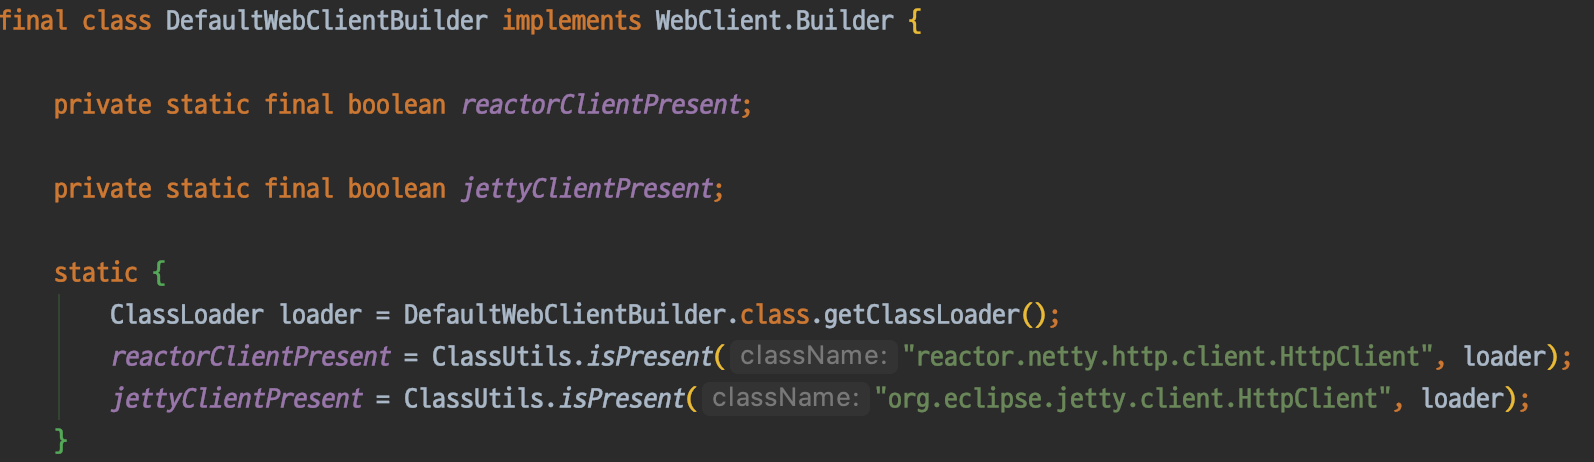 final class DefaultWebClientBuilder implements WebClient.Builder {
private static final boolean reactorClientPresent;
private static final boolean jettyClientPresent;
static {
ClassLoader loader = DefaultWebClientBuilder.class.getClassLoader();
reactorClientPresent = ClassUtils.isPresent( className: "reactor.netty.http.client.HttpClient", loader);
jettyClientPresent = ClassUtils.isPresent( className: "org.eclipse.jetty.client.HttpClient", loader);
}